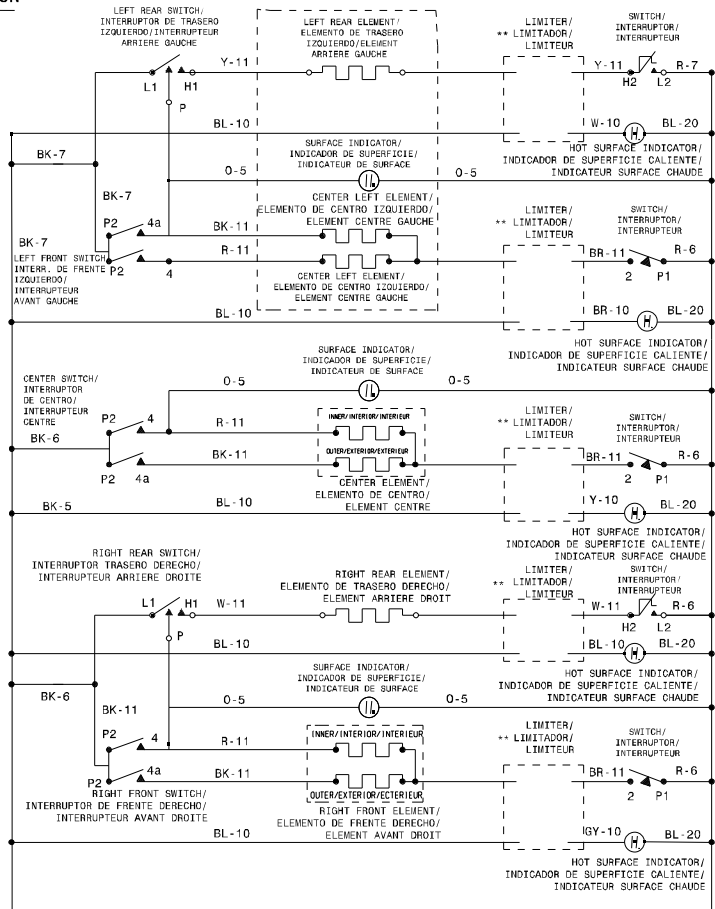 LEFT REAR SWITCH/
INTERRUPTOR DE TRASERO
IZQUIERDO/INTERRUPTEUR
ARRIERE GAUCHE
LEFT REAR ELEMENT/
ELEMENTO DE TRASERO
IZQUIERDO/ELEMENT
ARRIERE GAUCHE
LIMITER/
** LIMITADOR/
LIMITEUR
SWITCH/
INTERRUPTOR/
INTERRUPTEUR
L1 H1 Y-11 Y-11 H2 L2 R-7
P
BL-10 W-10 H. BL-20
HOT SURFACE INDICATOR/
INDICADOR DE SUPERFICIE CALIENTE/
INDICATEUR SURFACE CHAUDE
BK-7
SURFACE INDICATOR/
INDICADOR DE SUPERFICIE/
INDICATEUR DE SURFACE
O-5 O-5
CENTER LEFT ELEMENT/
ELEMENTO DE CENTRO IZQUIERDO/
ELEMENT CENTRE GAUCHE
BK-7
P2 4a BK-11
BK-7
LEFT FRONT SWITCH
INTERR. DE FRENTE
IZQUIERDO/
INTERRUPTEUR
AVANT GAUCHE
P2 4 R-11
CENTER LEFT ELEMENT/
ELEMENTO DE CENTRO IZQUIERDO/
ELEMENT CENTRE GAUCHE
LIMITER/
** LIMITADOR/
LIMITEUR
SWITCH/
INTERRUPTOR/
INTERRUPTEUR
BR-11 2 P1 R-6
BL-10 BR-10 H. BL-20
HOT SURFACE INDICATOR/
INDICADOR DE SUPERFICIE CALIENTE/
INDICATEUR SURFACE CHAUDE
SURFACE INDICATOR/
INDICADOR DE SUPERFICIE/
INDICATEUR DE SURFACE
O-5 O-5
CENTER SWITCH/
INTERRUPTOR
DE CENTRO/
INTERRUPTEUR
CENTRE
BK-6
P2 4 R-11
INNER/INTERIOR/INTERIEUR
P2 4a BK-11
OUTER/EXTERIOR/EXTERIEUR
CENTER ELEMENT/
ELEMENTO DE CENTRO/
ELEMENT CENTRE
LIMITER/
** LIMITADOR/
LIMITEUR
SWITCH/
INTERRUPTOR/
INTERRUPTEUR
BR-11 2 P1 R-6
BK-5 BL-10 Y-10 H. BL-20
HOT SURFACE INDICATOR/
INDICADOR DE SUPERFICIE CALIENTE/
INDICATEUR SURFACE CHAUDE
RIGHT REAR SWITCH/
INTERRUPTOR TRASERO DERECHO/
INTERRUPTEUR ARRIERE DROITE
RIGHT REAR ELEMENT/
ELEMENTO DE TRASERO DERECHO/
ELEMENT ARRIERE DROIT
LIMITER/
** LIMITADOR/
LIMITEUR
SWITCH/
INTERRUPTOR/
INTERRUPTEUR
L1 H1 W-11 W-11 H2 L2 R-6
P
BL-10 BL-10 H. BL-20
HOT SURFACE INDICATOR/
INDICADOR DE SUPERFICIE CALIENTE/
INDICATEUR SURFACE CHAUDE
BK-6
SURFACE INDICATOR/
INDICADOR DE SUPERFICIE/
INDICATEUR DE SURFACE
O-5 O-5
BK-11
P2 4 R-11
INNER/INTERIOR/INTERIEUR
P2 4a BK-11
OUTER/EXTERIOR/ECTERIEUR
RIGHT FRONT SWITCH/
INTERRUPTOR DE FRENTE DERECHO/
INTERRUPTEUR AVANT DROITE
RIGHT FRONT ELEMENT/
ELEMENTO DE FRENTE DERECHO/
ELEMENT AVANT DROIT
LIMITER/
** LIMITADOR/
LIMITEUR
SWITCH/
INTERRUPTOR/
INTERRUPTEUR
BR-11 2 P1 R-6
BL-10 GY-10 H. BL-20
HOT SURFACE INDICATOR/
INDICADOR DE SUPERFICIE CALIENTE/
INDICATEUR SURFACE CHAUDE